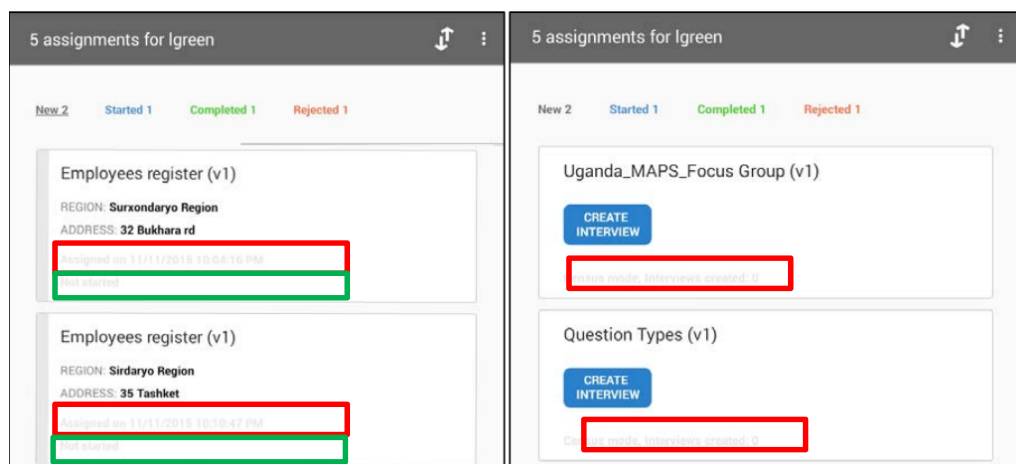 5 assignments for lgreen
New 2 Started 1 Completed 1 Rejected 1
Employees register (v1)
REGION: Surxondaryo Region
ADDRESS: 32 Bukhara rd
Assigned on 11/11/2015 10:04:16 PM
Not started
Employees register (v1)
REGION: Sirdaryo Region
ADDRESS: 35 Tashket
Assigned on 11/11/2015 10:10:47 PM
Not started
5 assignments for lgreen
New 2 Started 1 Completed 1 Rejected 1
Uganda_MAPS_Focus Group (v1)
CREATE
INTERVIEW
Census mode, Interviews created: 0
Question Types (v1)
CREATE
INTERVIEW
Census mode, Interviews created: 0